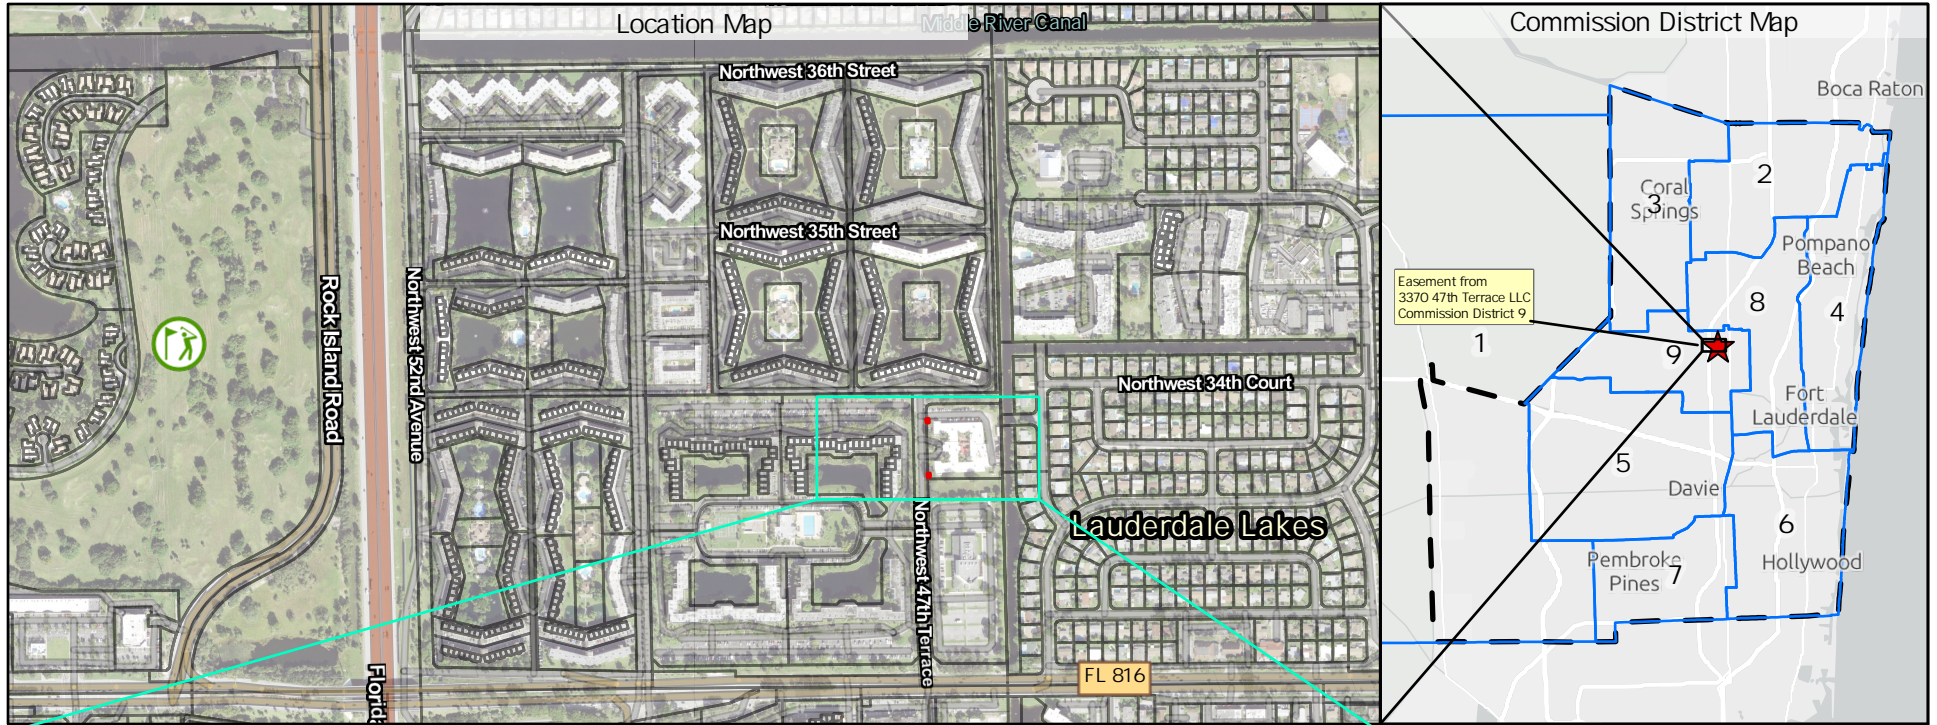 Location Map
Middle River Canal
Northwest 36th Street
Northwest 35th Street
Rock Island Road
Northwest 52nd Avenue
Northwest 34th Court
Lauderdale Lakes
Northwest 47th Terrace
FL 816
Florida
Commission District Map
Boca Raton
2
Coral
Springs
3
Pompano
Beach
8
4
Easement from
3370 47th Terrace LLC
Commission District 9
1
9
Fort
Lauderdale
5
Davie
6
Pembroke
Pines
7
Hollywood